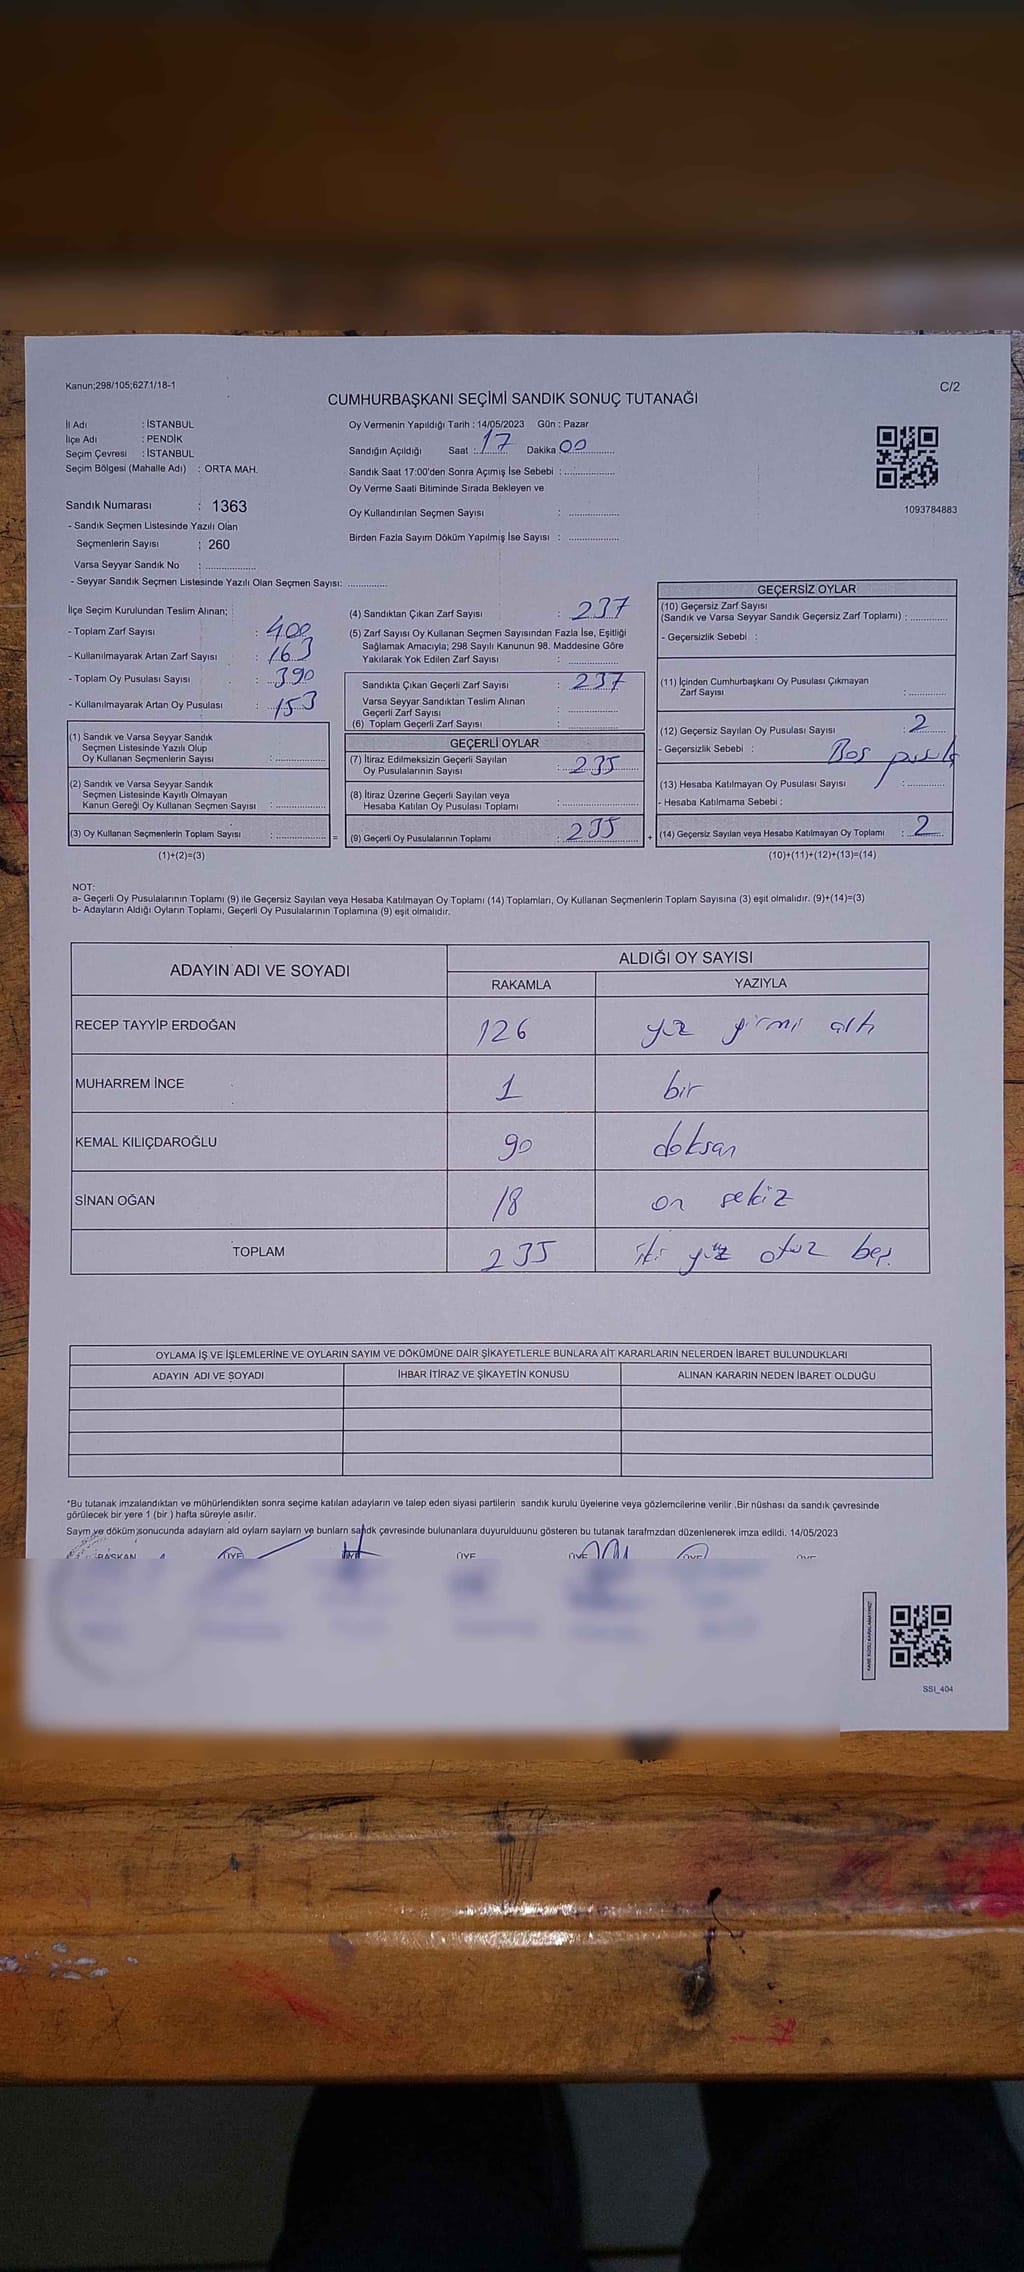 Kanun;298/105;6271/18-1
C/2
CUMHURBAŞKANI SEÇİMİ SANDIK SONUÇ TUTANAĞI
İl Adı : İSTANBUL
İlçe Adı : PENDİK
Seçim Çevresi : İSTANBUL
Seçim Bölgesi (Mahalle Adı) : ORTA MAH.
Sandık Numarası : 1363
- Sandık Seçmen Listesinde Yazılı Olan
Seçmenlerin Sayısı : 260
Varsa Seyyar Sandık No : ................
- Seyyar Sandık Seçmen Listesinde Yazılı Olan Seçmen Sayısı: .............
Oy Vermenin Yapıldığı Tarih : 14/05/2023 Gün : Pazar
Sandığın Açıldığı Saat : 17 Dakika 00
Sandık Saat 17:00'den Sonra Açımış İse Sebebi : ................
Oy Verme Saati Bitiminde Sırada Bekleyen ve
Oy Kullandırılan Seçmen Sayısı : ................
Birden Fazla Sayım Döküm Yapılmış İse Sayısı : ................
1093784883
İlçe Seçim Kurulundan Teslim Alınan;
- Toplam Zarf Sayısı : 400
- Kullanılmayarak Artan Zarf Sayısı : 163
- Toplam Oy Pusulası Sayısı : 390
- Kullanılmayarak Artan Oy Pusulası : 153
(1) Sandık ve Varsa Seyyar Sandık
Seçmen Listesinde Yazılı Olup
Oy Kullanan Seçmenlerin Sayısı : ................
(2) Sandık ve Varsa Seyyar Sandık
Seçmen Listesinde Kayıtlı Olmayan
Kanun Gereği Oy Kullanan Seçmen Sayısı : ................
(3) Oy Kullanan Seçmenlerin Toplam Sayısı : ................ =
(1)+(2)=(3)
(4) Sandıktan Çıkan Zarf Sayısı : 237
(5) Zarf Sayısı Oy Kullanan Seçmen Sayısından Fazla İse, Eşitliği
Sağlamak Amacıyla; 298 Sayılı Kanunun 98. Maddesine Göre
Yakılarak Yok Edilen Zarf Sayısı : ................
Sandıkta Çıkan Geçerli Zarf Sayısı : 237
Varsa Seyyar Sandıktan Teslim Alınan
Geçerli Zarf Sayısı : ................
(6) Toplam Geçerli Zarf Sayısı : ................
GEÇERLİ OYLAR
(7) İtiraz Edilmeksizin Geçerli Sayılan
Oy Pusulalarının Sayısı : 235
(8) İtiraz Üzerine Geçerli Sayılan veya
Hesaba Katılan Oy Pusulası Toplamı : ................
(9) Geçerli Oy Pusulalarının Toplamı : 235 +
GEÇERSİZ OYLAR
(10) Geçersiz Zarf Sayısı
(Sandık ve Varsa Seyyar Sandık Geçersiz Zarf Toplamı) : ............
- Geçersizlik Sebebi :
(11) İçinden Cumhurbaşkanı Oy Pusulası Çıkmayan
Zarf Sayısı : ............
(12) Geçersiz Sayılan Oy Pusulası Sayısı : 2
- Geçersizlik Sebebi : Boş pusula
(13) Hesaba Katılmayan Oy Pusulası Sayısı : ............
- Hesaba Katılmama Sebebi :
(14) Geçersiz Sayılan veya Hesaba Katılmayan Oy Toplamı : 2
(10)+(11)+(12)+(13)=(14)
NOT:
a- Geçerli Oy Pusulalarının Toplamı (9) ile Geçersiz Sayılan veya Hesaba Katılmayan Oy Toplamı (14) Toplamları, Oy Kullanan Seçmenlerin Toplam Sayısına (3) eşit olmalıdır. (9)+(14)=(3)
b- Adayların Aldığı Oyların Toplamı, Geçerli Oy Pusulalarının Toplamına (9) eşit olmalıdır.
ADAYIN ADI VE SOYADI ALDIĞI OY SAYISI
RAKAMLA YAZIYLA
RECEP TAYYİP ERDOĞAN 126 yüz yirmi altı
MUHARREM İNCE 1 bir
KEMAL KILIÇDAROĞLU 90 doksan
SİNAN OĞAN 18 on sekiz
TOPLAM 235 iki yüz otuz beş
OYLAMA İŞ VE İŞLEMLERİNE VE OYLARIN SAYIM VE DÖKÜMÜNE DAİR ŞİKAYETLERLE BUNLARA AİT KARARLARIN NELERDEN İBARET BULUNDUKLARI
ADAYIN ADI VE SOYADI İHBAR İTİRAZ VE ŞİKAYETİN KONUSU ALINAN KARARIN NEDEN İBARET OLDUĞU
*Bu tutanak imzalandıktan ve mühürlendikten sonra seçime katılan adayların ve talep eden siyasi partilerin sandık kurulu üyelerine veya gözlemcilerine verilir .Bir nüshası da sandık çevresinde
görülecek bir yere 1 (bir ) hafta süreyle asılır.
Sayım ve döküm sonucunda adayların ald oyların sayların ve bunların sandk çevresinde bulunanlara duyurulduunu gösteren bu tutanak tarafmzdan düzenlenerek imza edildi. 14/05/2023
BAŞKAN ÜYE ÜYE ÜYE ÜYE ÜYE
SSI_404